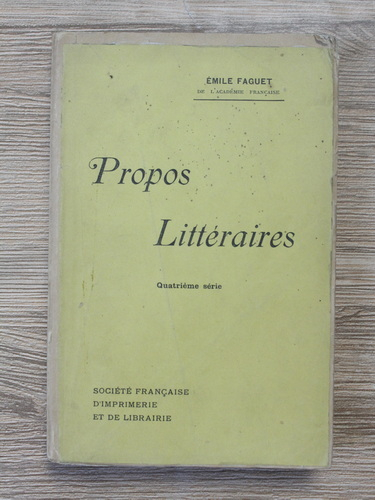 ÉMILE FAGUET
DE L'ACADÉMIE FRANÇAISE
Propos
Littéraires
Quatrième série
SOCIÉTÉ FRANÇAISE
D'IMPRIMERIE
ET DE LIBRAIRIE